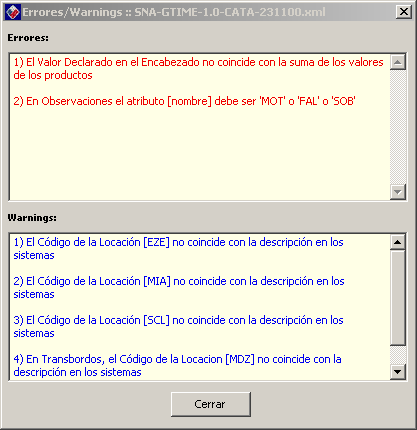 Errores/Warnings :: SNA-GTIME-1.0-CATA-231100.xml
Errores:
1) El Valor Declarado en el Encabezado no coincide con la suma de los valores
de los productos
2) En Observaciones el atributo [nombre] debe ser 'MOT' o 'FAL' o 'SOB'
Warnings:
1) El Código de la Locación [EZE] no coincide con la descripción en los
sistemas
2) El Código de la Locación [MIA] no coincide con la descripción en los
sistemas
3) El Código de la Locación [SCL] no coincide con la descripción en los
sistemas
4) En Transbordos, el Código de la Locacion [MDZ] no coincide con la
descripción en los sistemas
Cerrar